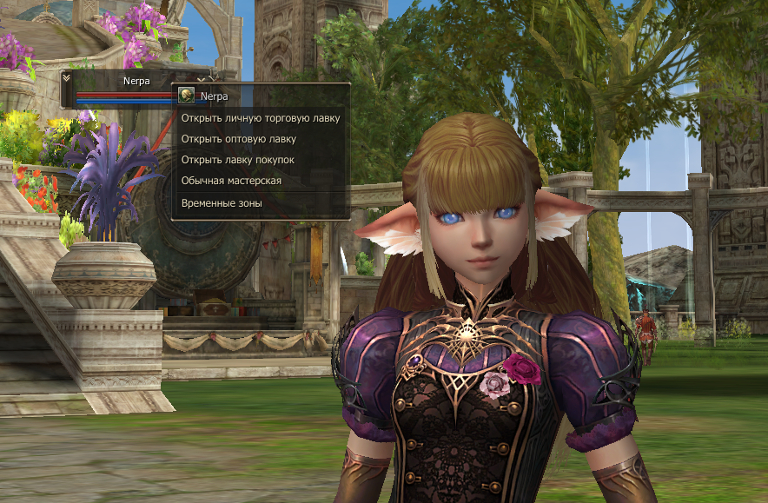 Nerpa
Nerpa
Открыть личную торговую лавку
Открыть оптовую лавку
Открыть лавку покупок
Обычная мастерская
Временные зоны